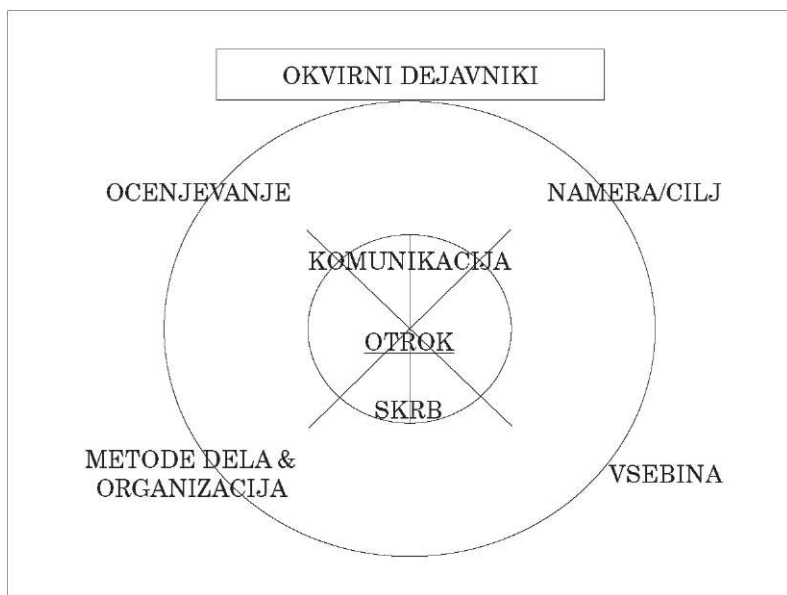 OKVIRNI DEJAVNIKI
OCENJEVANJE
NAMERA/CILJ
KOMUNIKACIJA
OTROK
SKRB
METODE DELA &
ORGANIZACIJA
VSEBINA